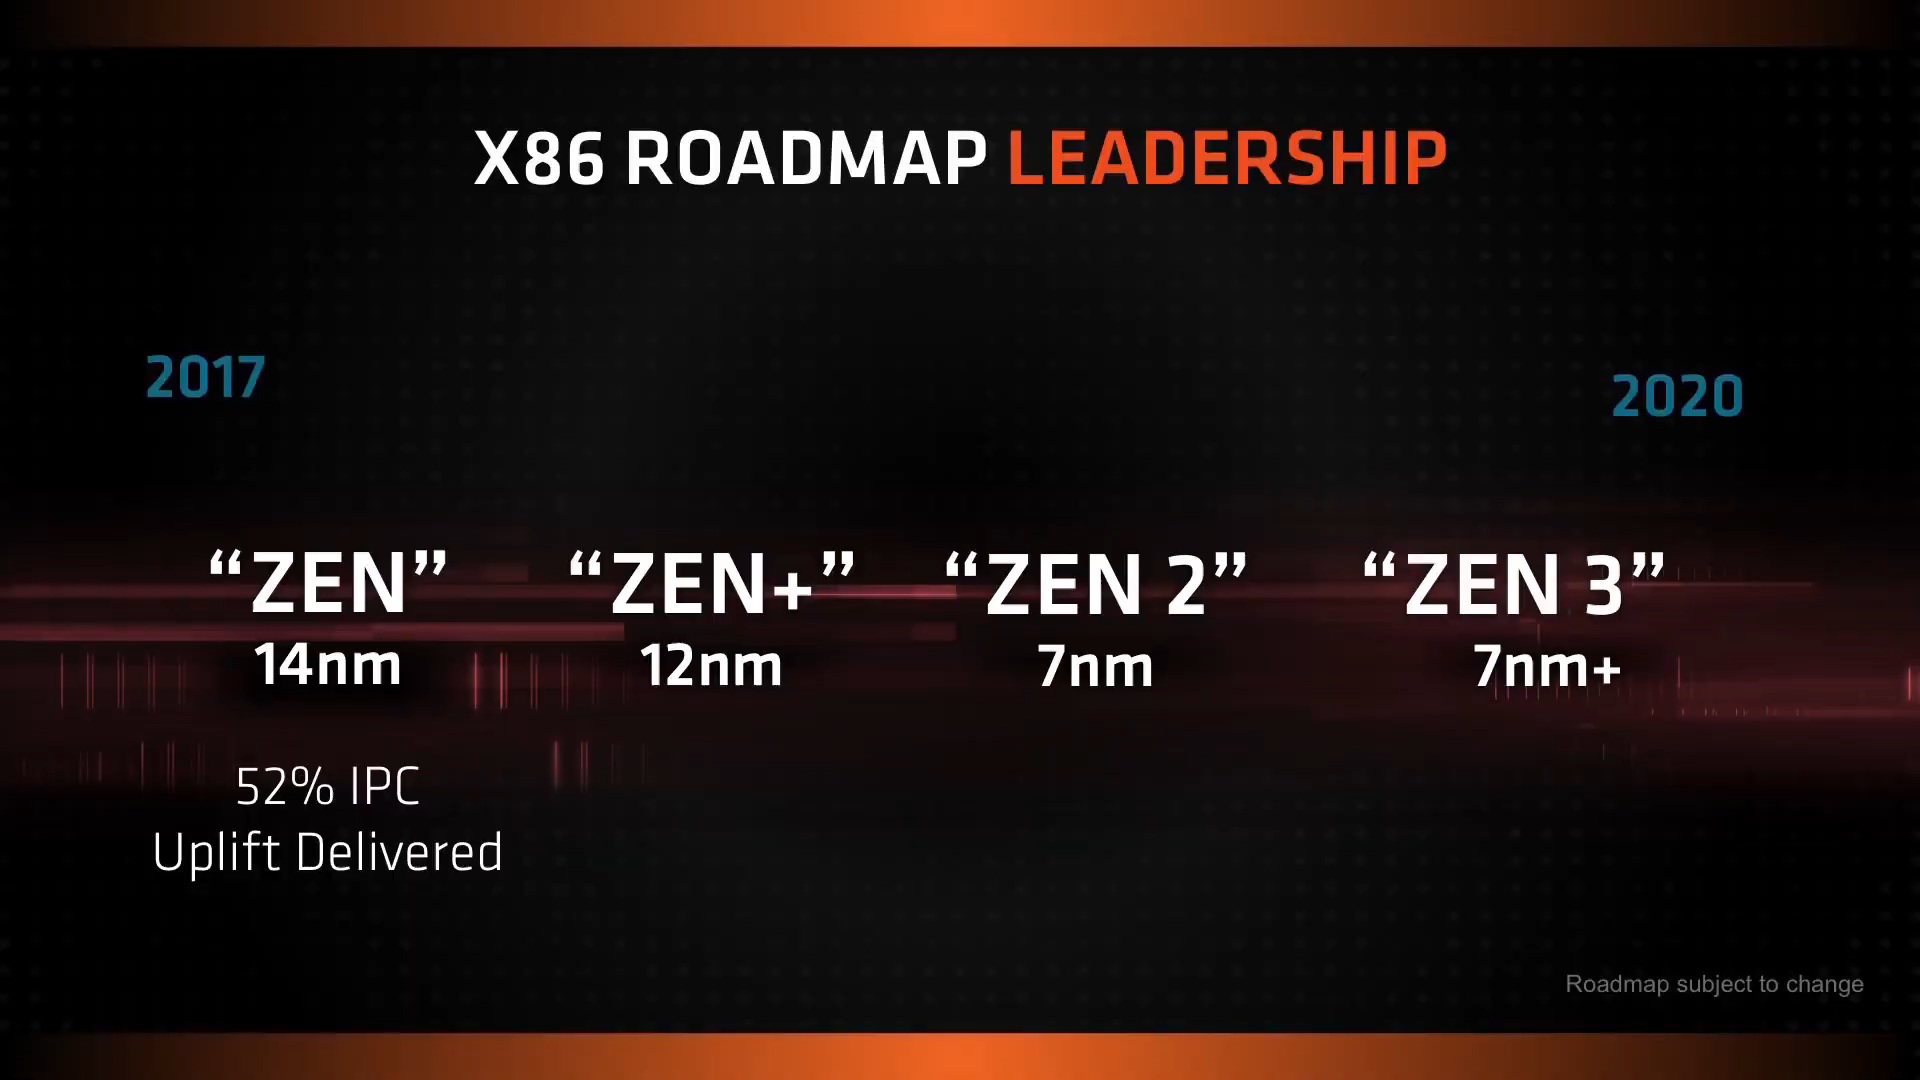 X86 ROADMAP LEADERSHIP
2017
2020
“ZEN”
14nm
52% IPC
Uplift Delivered
“ZEN+”
12nm
“ZEN 2”
7nm
“ZEN 3”
7nm+
Roadmap subject to change